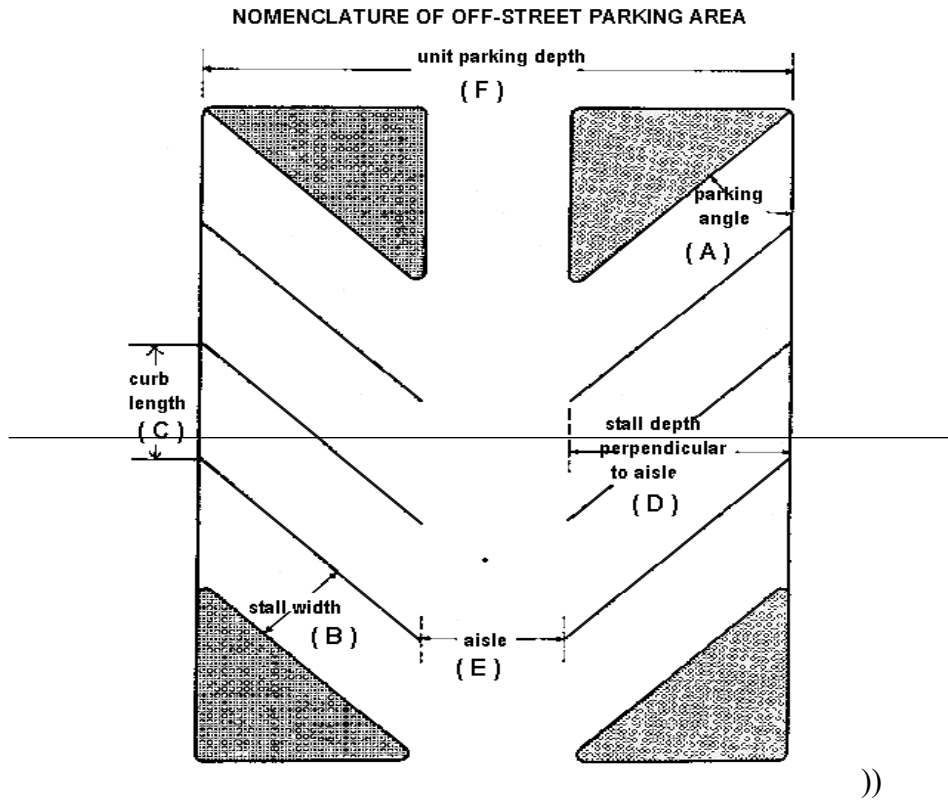 NOMENCLATURE OF OFF-STREET PARKING AREA
unit parking depth
( F )
parking
angle
( A )
curb
length
( C )
stall depth
perpendicular
to aisle
( D )
stall width
( B )
aisle
( E )
))